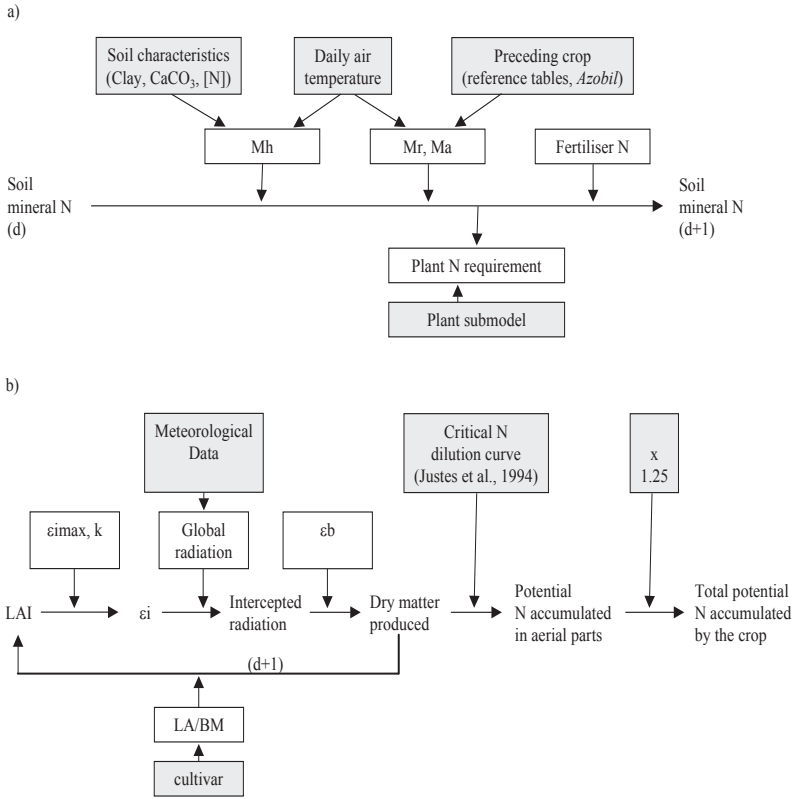 a)
Soil characteristics
(Clay, CaCO₃, [N])
Daily air
temperature
Preceding crop
(reference tables, Azobil)
Mh
Mr, Ma
Fertiliser N
Soil
mineral N
(d)
Soil
mineral N
(d+1)
Plant N requirement
Plant submodel
b)
Meteorological
Data
Critical N
dilution curve
(Justes et al., 1994)
x
1.25
εimax, k
Global
radiation
εb
LAI
εi
Intercepted
radiation
Dry matter
produced
Potential
N accumulated
in aerial parts
Total potential
N accumulated
by the crop
(d+1)
LA/BM
cultivar